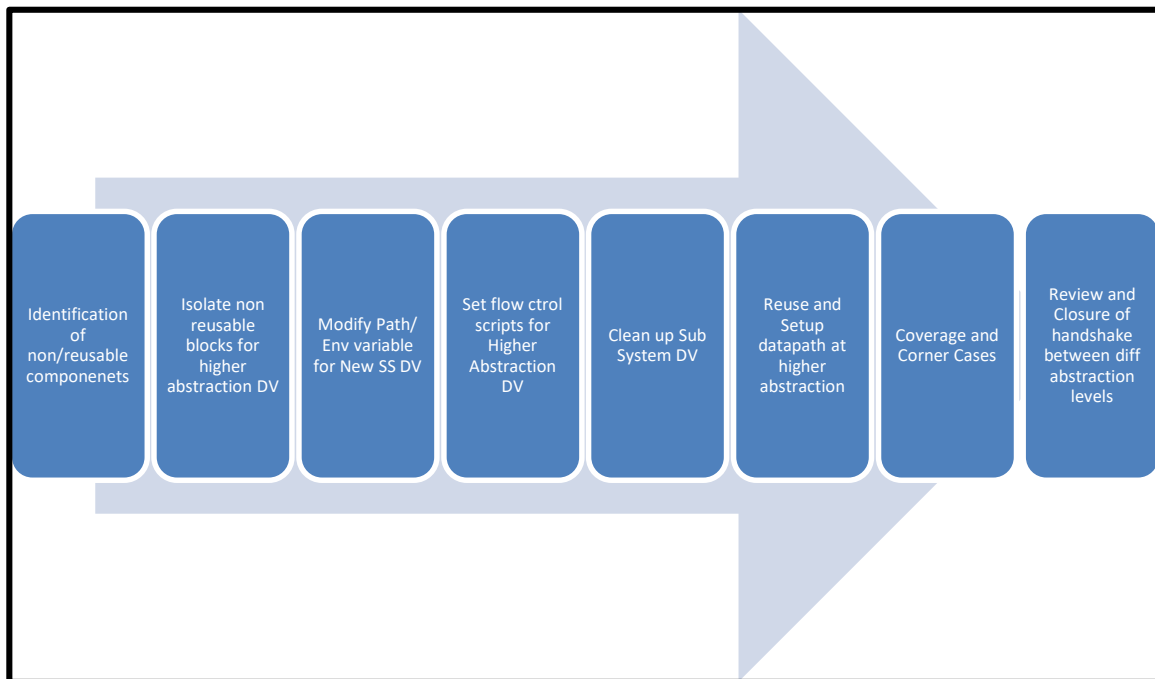 Identification
of
non/reusable
componenets
Isolate non
reusable
blocks for
higher
abstraction DV
Modify Path/
Env variable
for New SS DV
Set flow ctrol
scripts for
Higher
Abstraction
DV
Clean up Sub
System DV
Reuse and
Setup
datapath at
higher
abstraction
Coverage and
Corner Cases
Review and
Closure of
handshake
between diff
abstraction
levels